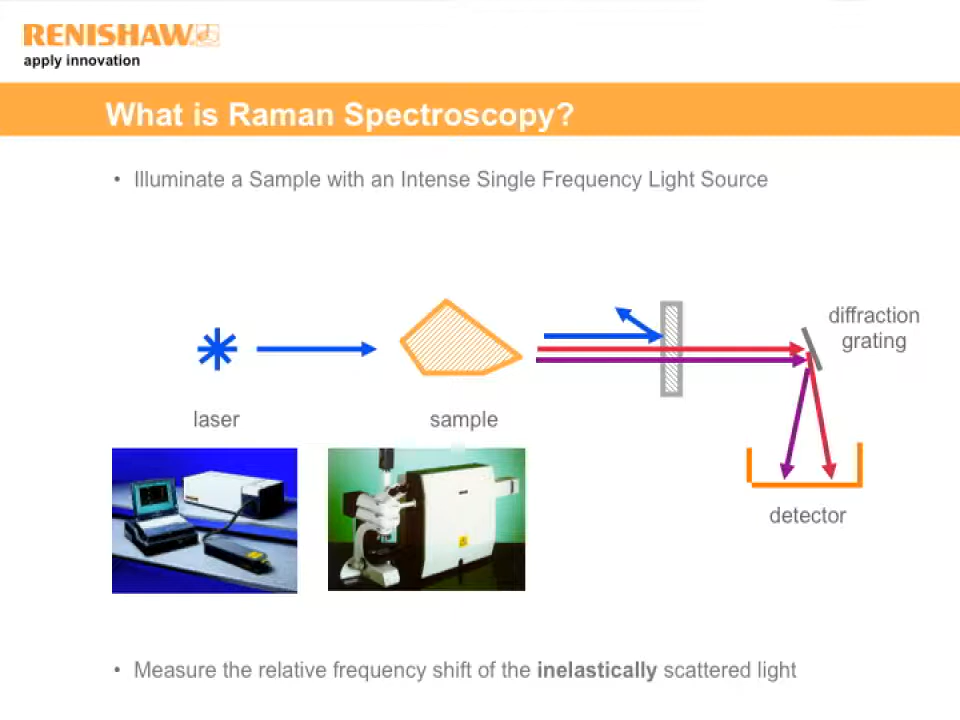 RENISHAW
apply innovation
What is Raman Spectroscopy?
• Illuminate a Sample with an Intense Single Frequency Light Source
diffraction
grating
laser
sample
detector
• Measure the relative frequency shift of the inelastically scattered light